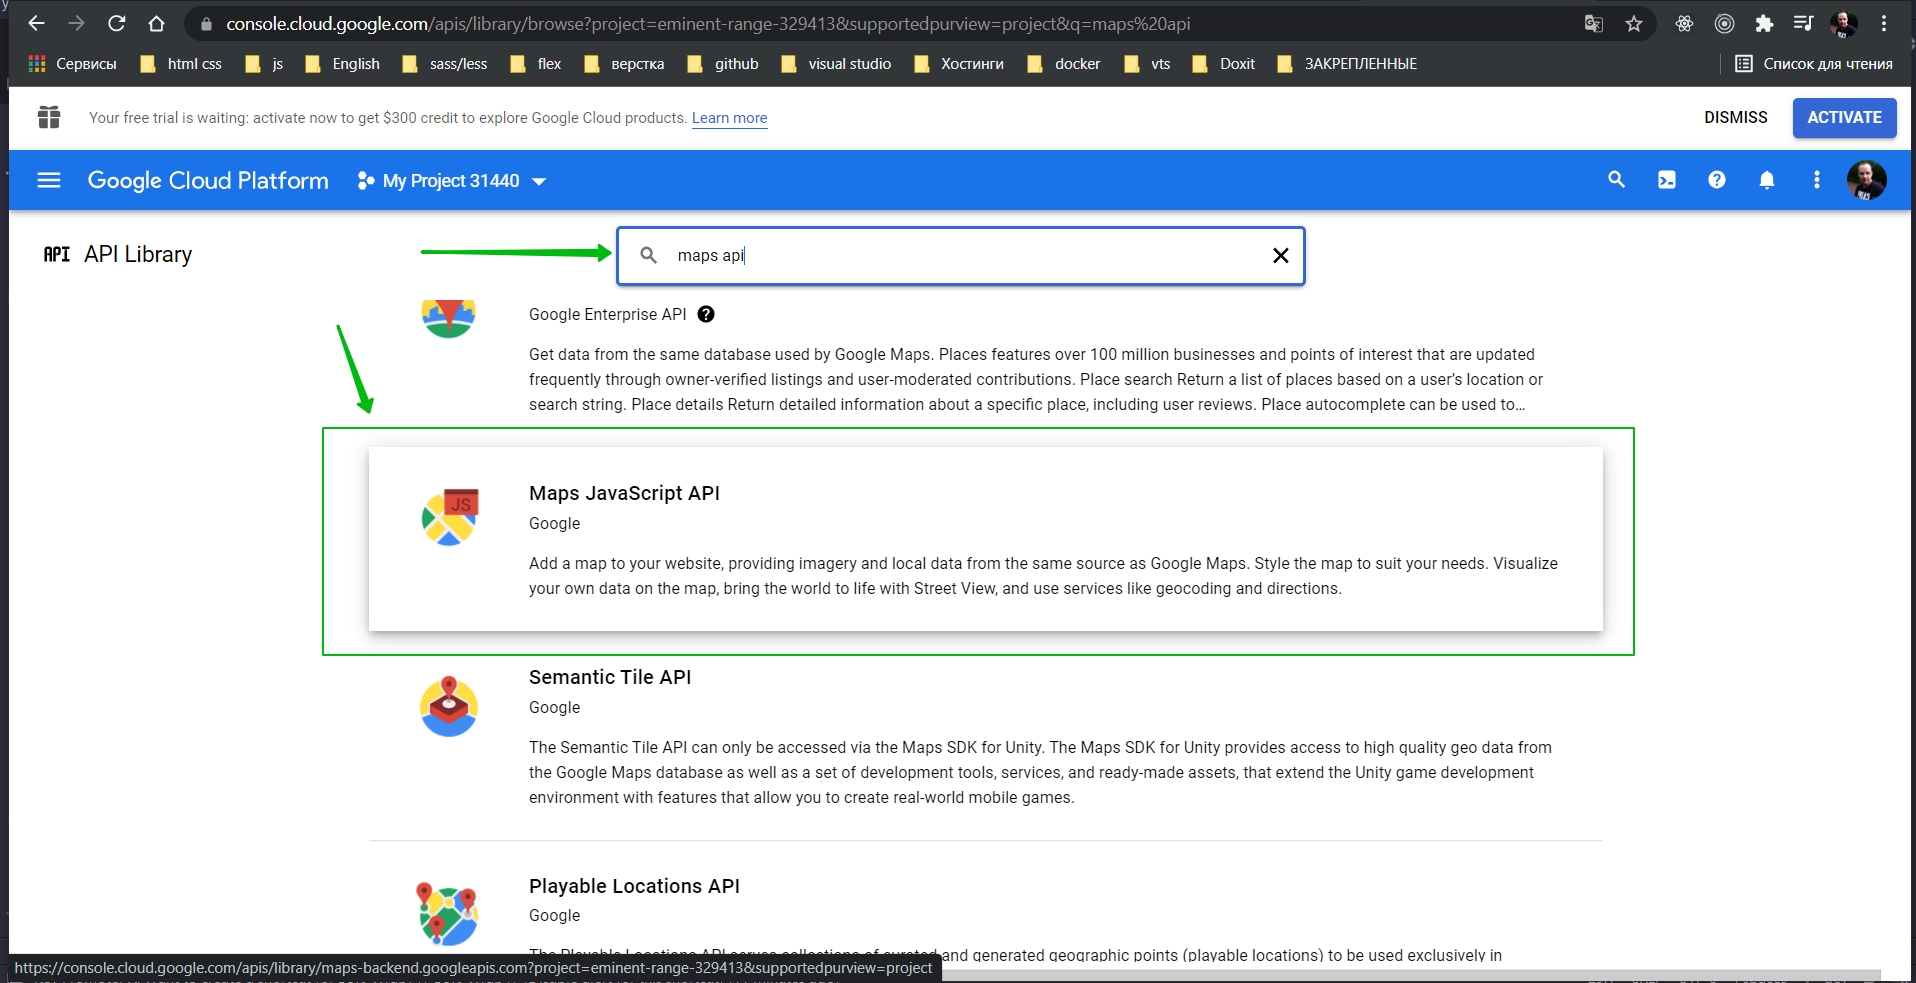 console.cloud.google.com/apis/library/browse?project=eminent-range-329413&supportedpurview=project&q=maps%20api
Сервисы html css js English sass/less flex верстка github visual studio Хостинги docker vts Doxit ЗАКРЕПЛЕННЫЕ Список для чтения
Your free trial is waiting: activate now to get $300 credit to explore Google Cloud products. Learn more DISMISS ACTIVATE
Google Cloud Platform My Project 31440
API API Library maps api
Google Enterprise API
Get data from the same database used by Google Maps. Places features over 100 million businesses and points of interest that are updated
frequently through owner-verified listings and user-moderated contributions. Place search Return a list of places based on a user's location or
search string. Place details Return detailed information about a specific place, including user reviews. Place autocomplete can be used to...
Maps JavaScript API
JS
Google
Add a map to your website, providing imagery and local data from the same source as Google Maps. Style the map to suit your needs. Visualize
your own data on the map, bring the world to life with Street View, and use services like geocoding and directions.
Semantic Tile API
Google
The Semantic Tile API can only be accessed via the Maps SDK for Unity. The Maps SDK for Unity provides access to high quality geo data from
the Google Maps database as well as a set of development tools, services, and ready-made assets, that extend the Unity game development
environment with features that allow you to create real-world mobile games.
Playable Locations API
Google
The Playable Locations API serves collections of curated and generated geographic points (playable locations) to be used exclusively in
https://console.cloud.google.com/apis/library/maps-backend.googleapis.com?project=eminent-range-329413&supportedpurview=project